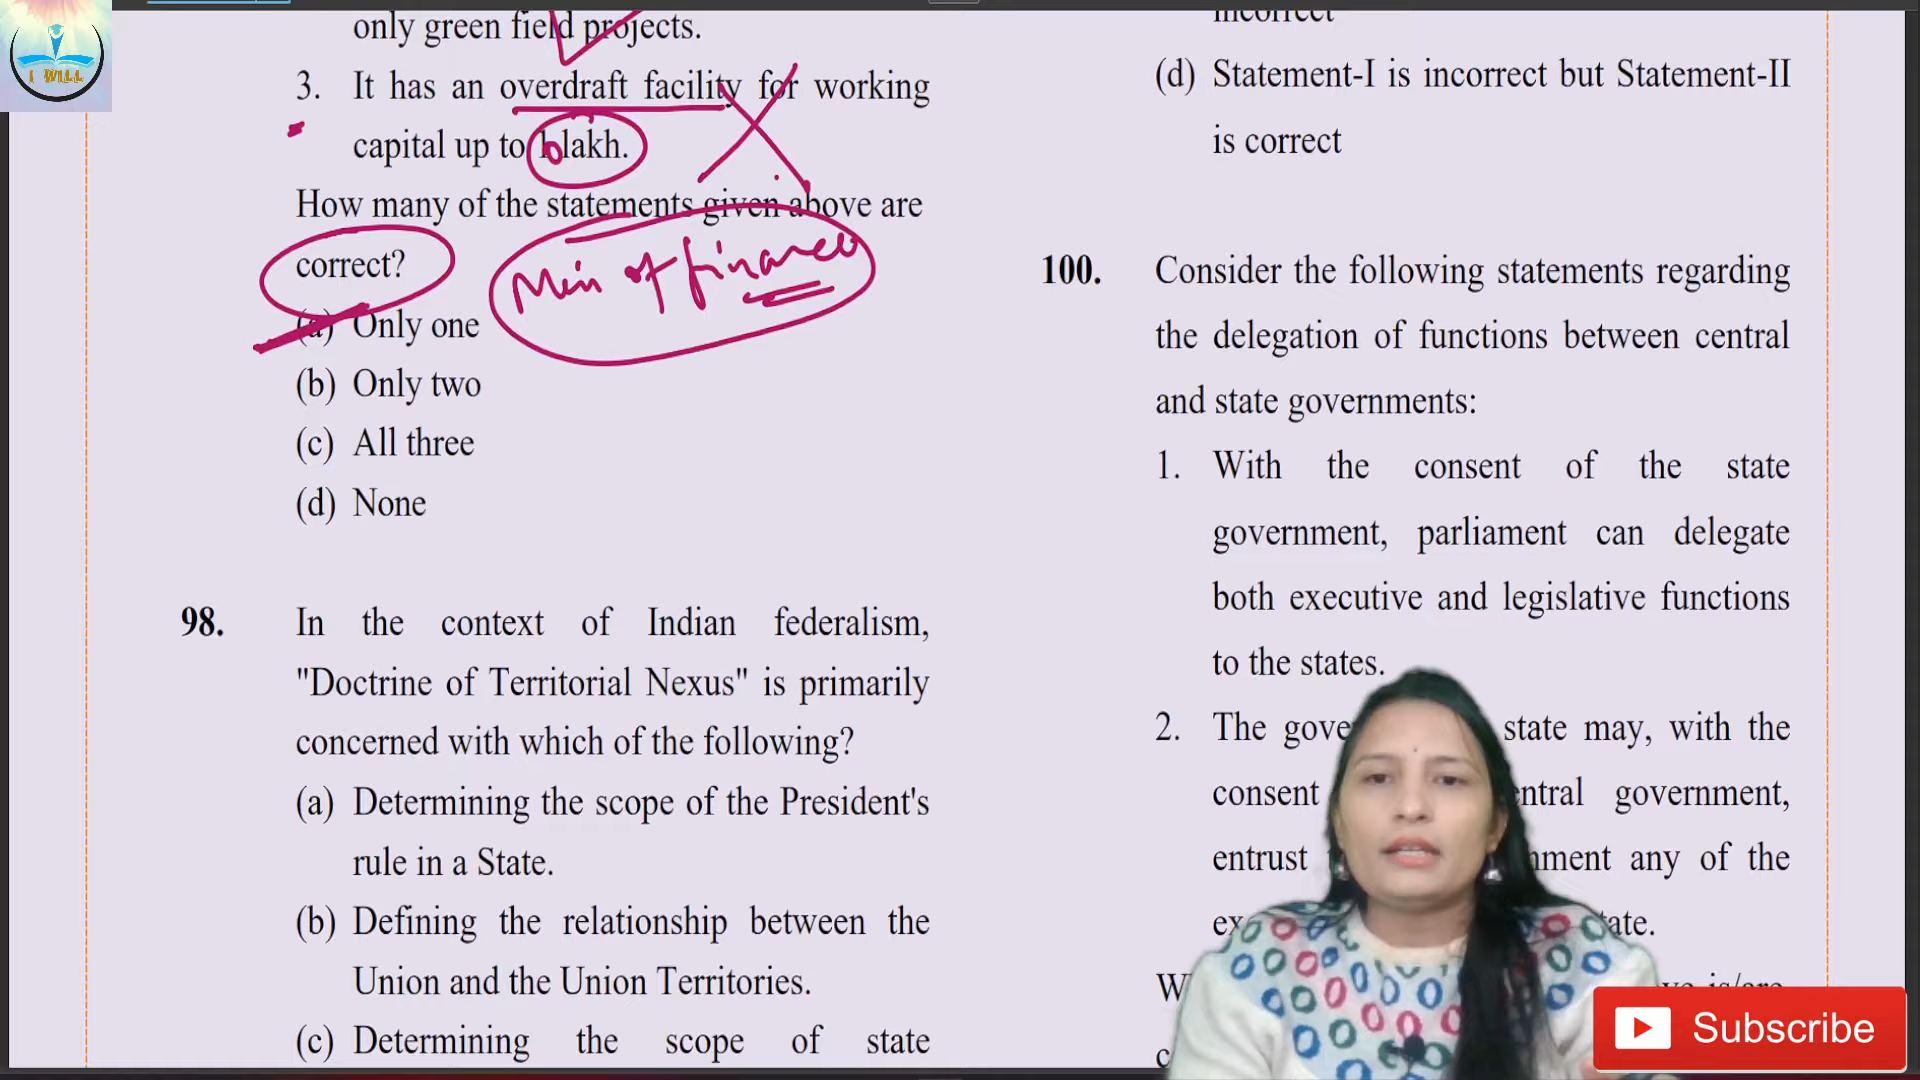 I WILL
only green field projects.
3. It has an overdraft facility for working
capital up to lakh.
How many of the statements given above are
correct?
Min of finance
(a) Only one
(b) Only two
(c) All three
(d) None
98. In the context of Indian federalism,
"Doctrine of Territorial Nexus" is primarily
concerned with which of the following?
(a) Determining the scope of the President's
rule in a State.
(b) Defining the relationship between the
Union and the Union Territories.
(c) Determining the scope of state
incorrect
(d) Statement-I is incorrect but Statement-II
is correct
100. Consider the following statements regarding
the delegation of functions between central
and state governments:
1. With the consent of the state
government, parliament can delegate
both executive and legislative functions
to the states.
2. The state may, with the
consent government,
entrust any of the
Subscribe